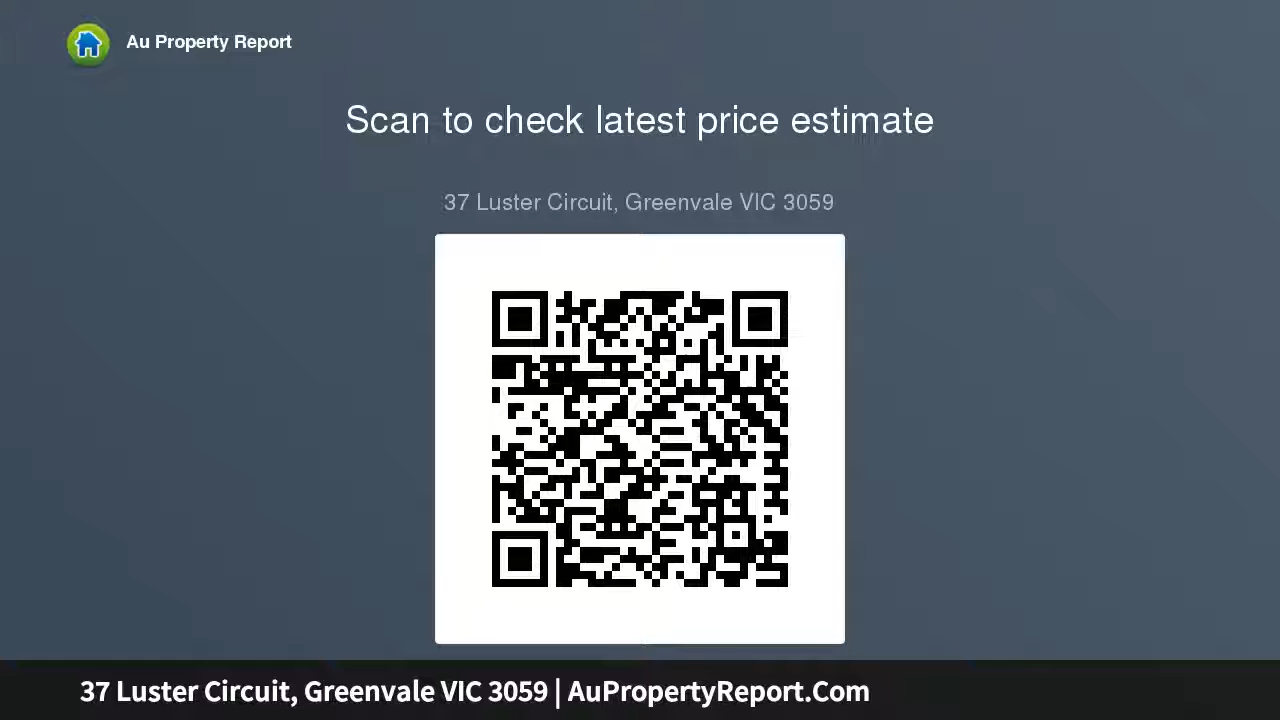 Au Property Report
Scan to check latest price estimate
37 Luster Circuit, Greenvale VIC 3059
37 Luster Circuit, Greenvale VIC 3059 | AuPropertyReport.Com